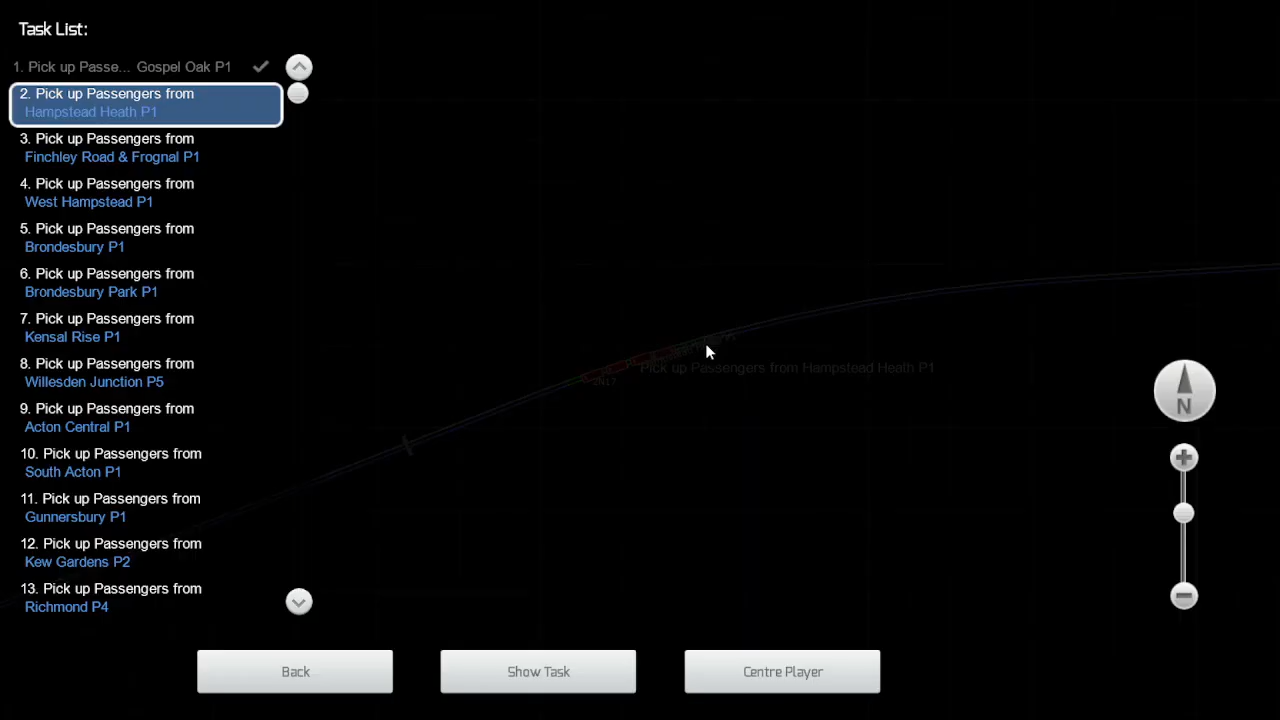 Task List:
1. Pick up Passe... Gospel Oak P1
2. Pick up Passengers from
Hampstead Heath P1
3. Pick up Passengers from
Finchley Road & Frognal P1
4. Pick up Passengers from
West Hampstead P1
5. Pick up Passengers from
Brondesbury P1
6. Pick up Passengers from
Brondesbury Park P1
7. Pick up Passengers from
Kensal Rise P1
8. Pick up Passengers from
Willesden Junction P5
9. Pick up Passengers from
Acton Central P1
10. Pick up Passengers from
South Acton P1
11. Pick up Passengers from
Gunnersbury P1
12. Pick up Passengers from
Kew Gardens P2
13. Pick up Passengers from
Richmond P4
Pick up Passengers from Hampstead Heath P1
2N17
N
Back
Show Task
Centre Player